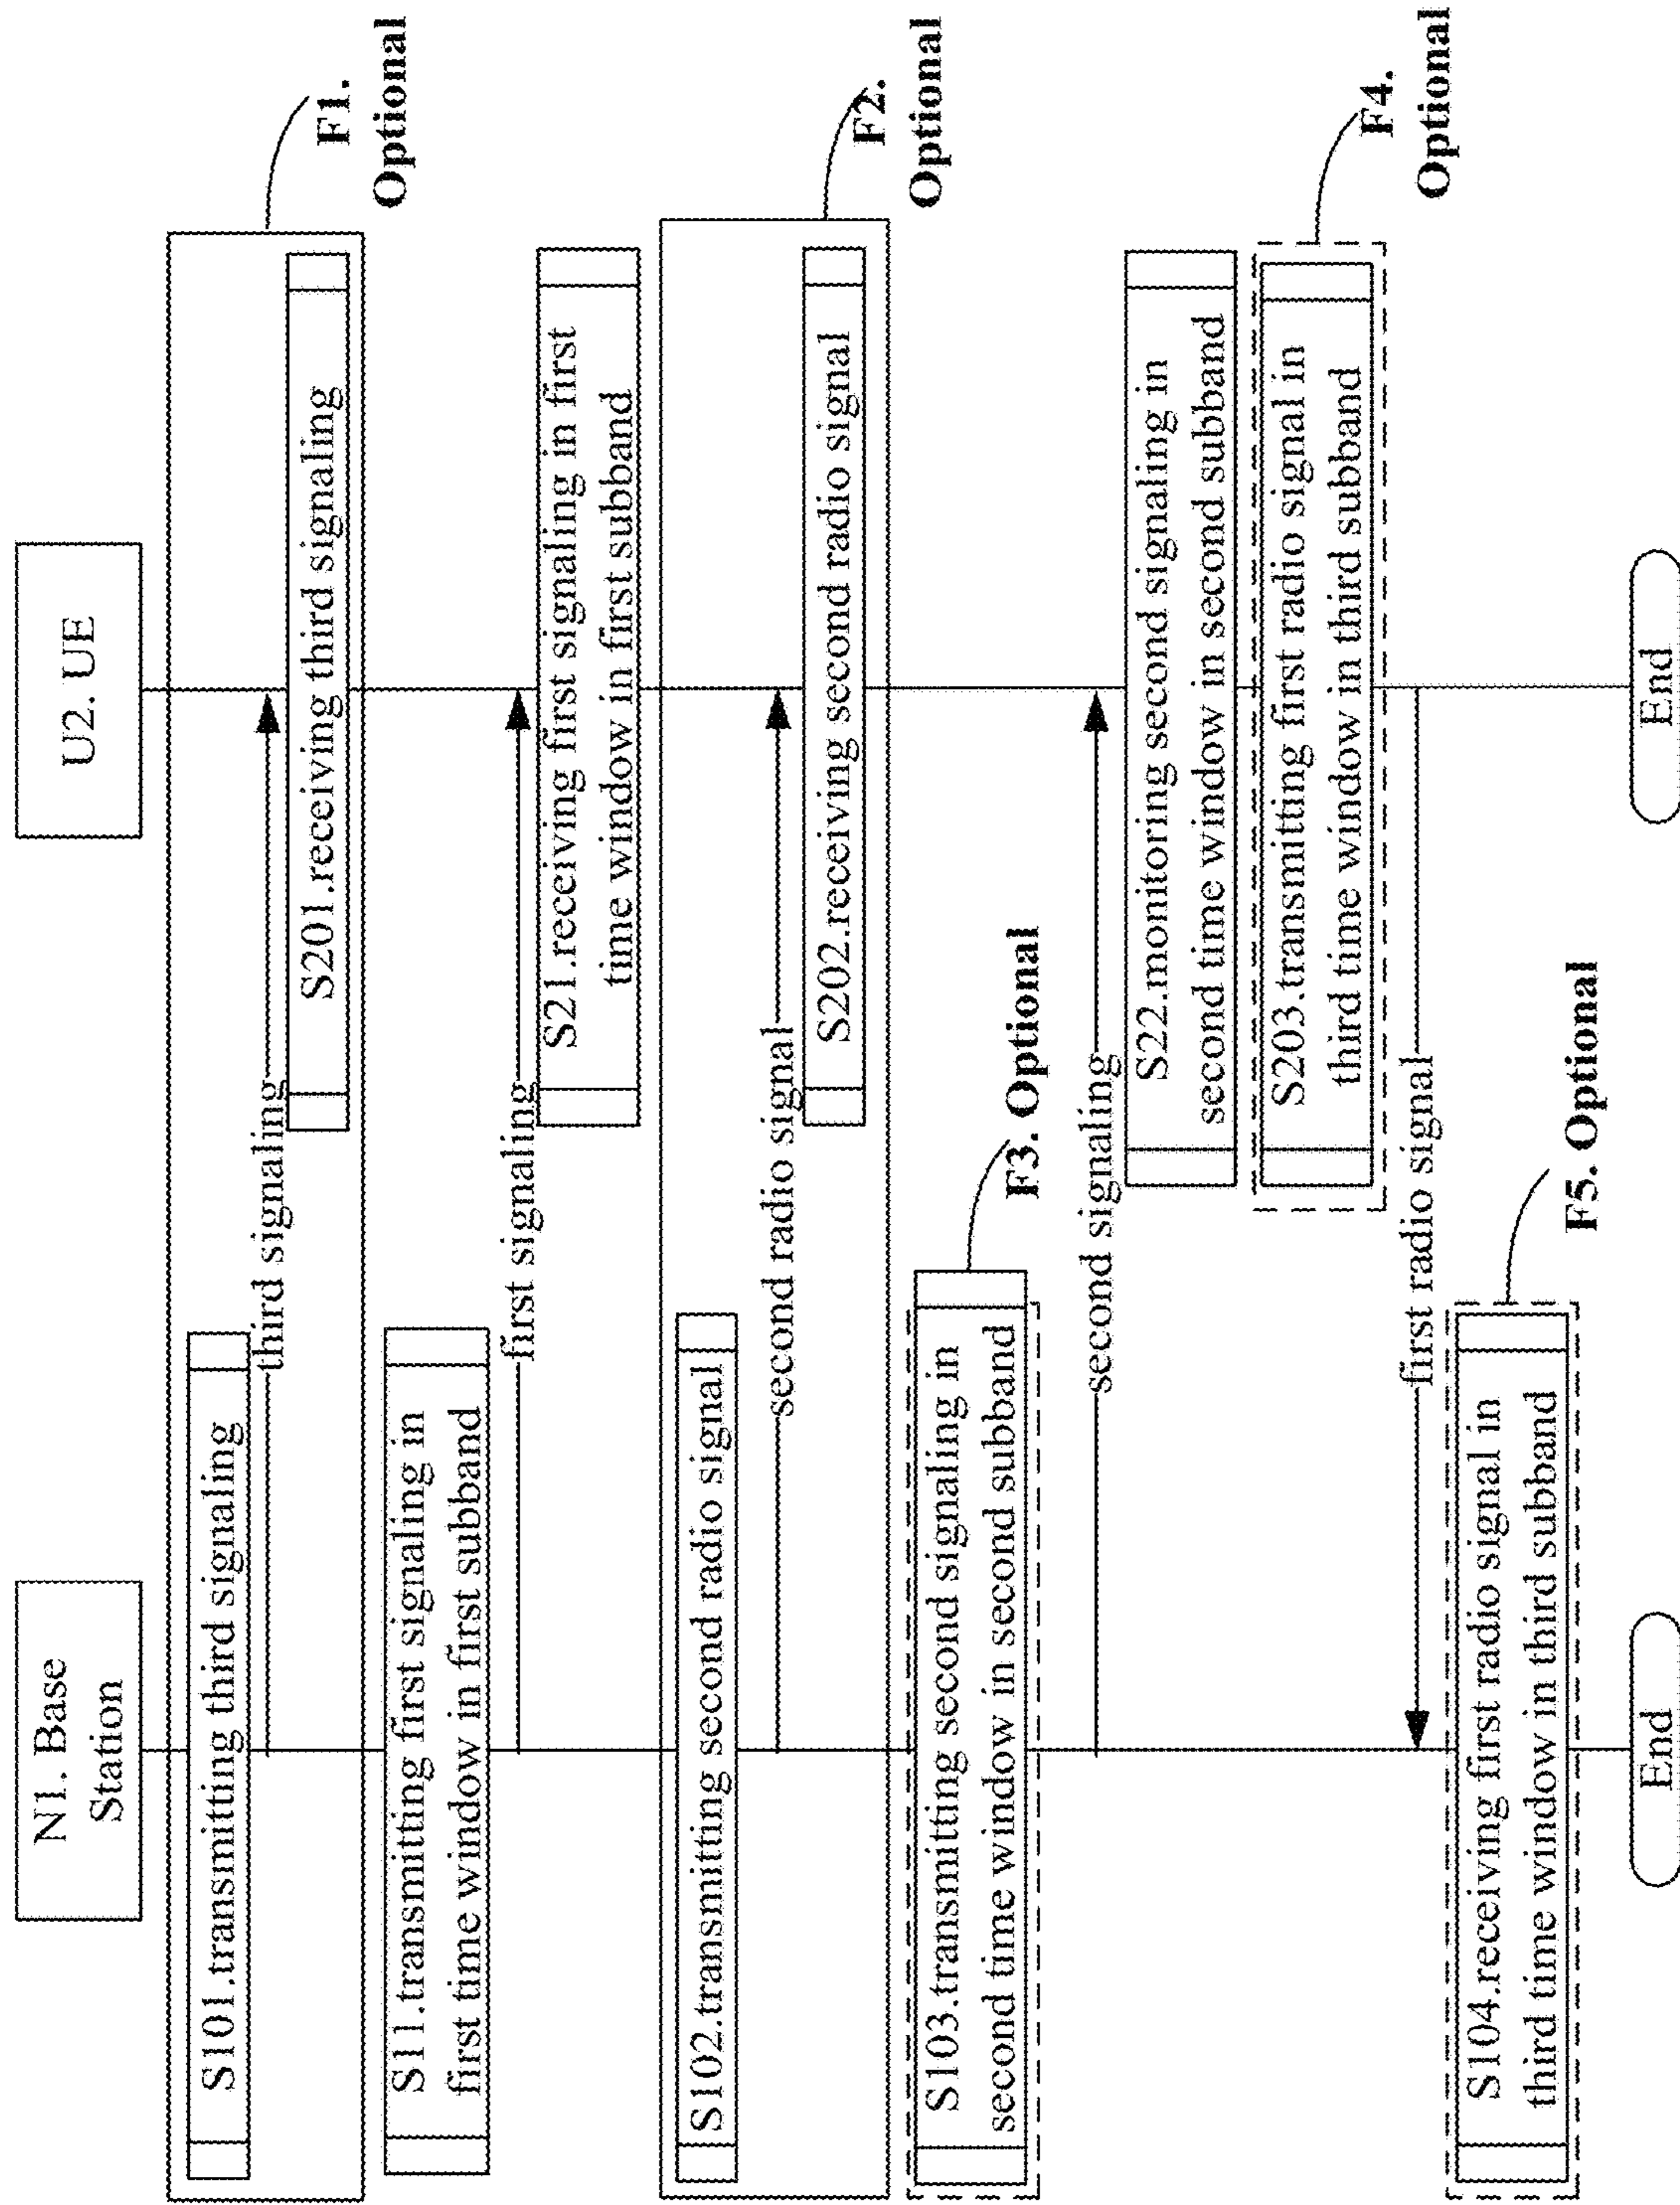 N1. Base
Station
U2. UE
S101.transmitting third signaling
third signaling
S201.receiving third signaling
F1.
Optional
S11.transmitting first signaling in
first time window in first subband
first signaling
S21.receiving first signaling in first
time window in first subband
S102.transmitting second radio signal
second radio signal
S202.receiving second radio signal
F2.
Optional
S103.transmitting second signaling in
second time window in second subband
F3. Optional
second signaling
S22.monitoring second signaling in
second time window in second subband
S203.transmitting first radio signal in
third time window in third subband
F4.
Optional
first radio signal
S104.receiving first radio signal in
third time window in third subband
F5. Optional
End
End